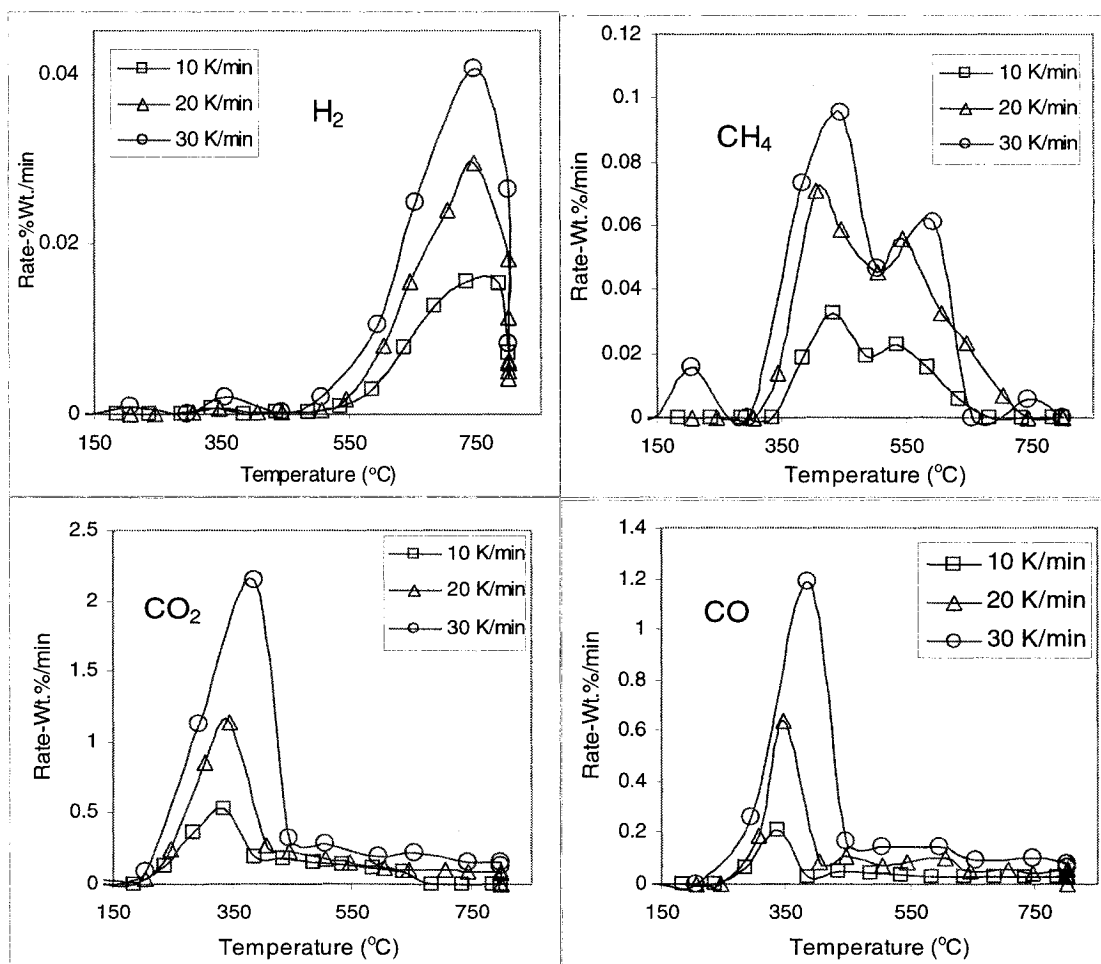 0.04
0.02
0
Rate-%Wt./min
10 K/min
20 K/min
30 K/min
H₂
150 350 550 750
Temperature (°C)
0.12
0.1
0.08
0.06
0.04
0.02
0
Rate-Wt.%/min
10 K/min
20 K/min
30 K/min
CH₄
150 350 550 750
Temperature (°C)
2.5
2
1.5
1
0.5
0
Rate-Wt.%/min
10 K/min
20 K/min
30 K/min
CO₂
150 350 550 750
Temperature (°C)
1.4
1.2
1
0.8
0.6
0.4
0.2
0
Rate-Wt.%/min
10 K/min
20 K/min
30 K/min
CO
150 350 550 750
Temperature (°C)